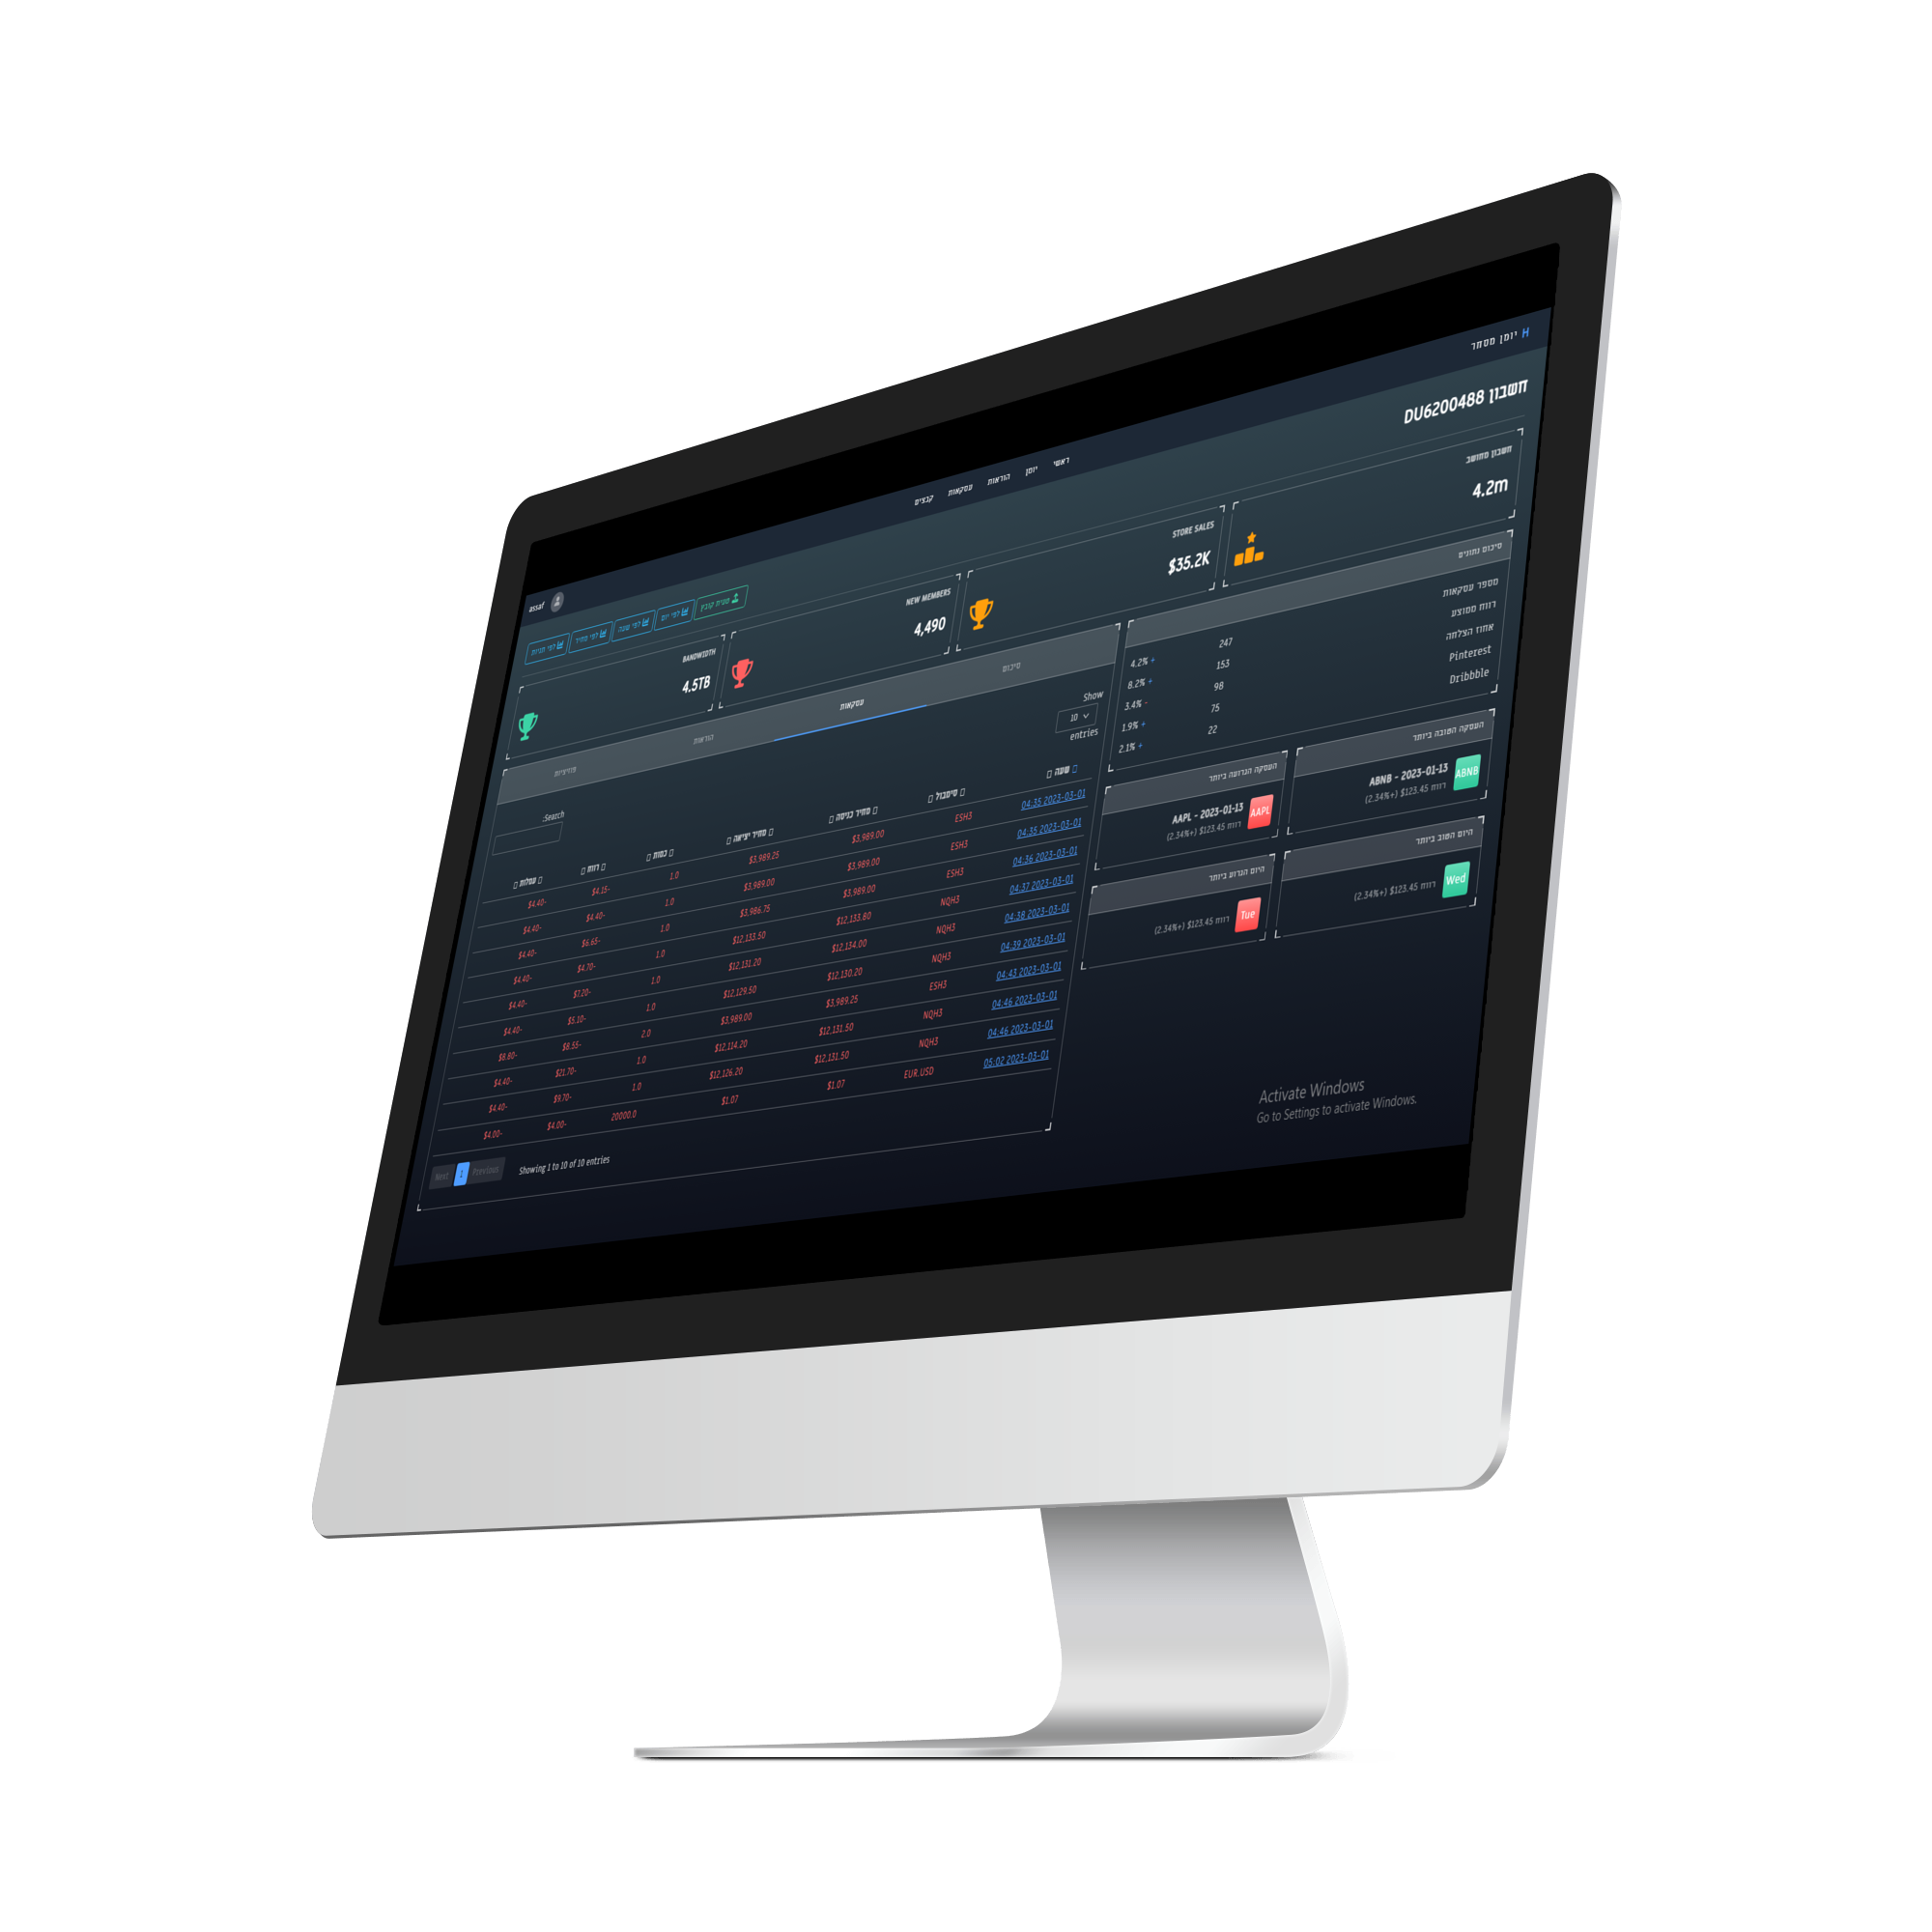 H יומן מסחר
ראשי יומן הוראות עסקאות קבצים
assaf
חשבון DU6200488
טעינת קובץ
לפי יום
לפי שעה
לפי מחיר
לפי תגיות
חשבון מחושב
4.2m
STORE SALES
$35.2K
NEW MEMBERS
4,490
BANDWIDTH
4.5TB
סיכום נתונים
מספר עסקאות 247 4.2% +
רווח ממוצע 153 8.2% +
אחוז הצלחה 98 3.4% -
Pinterest 75 1.9% +
Dribbble 22 2.1% +
העסקה הטובה ביותר
ABNB
ABNB - 2023-01-13
רווח $123.45 (+2.34%)
העסקה הגרועה ביותר
AAPL
AAPL - 2023-01-13
רווח $123.45 (+2.34%)
היום הטוב ביותר
Wed
רווח $123.45 (+2.34%)
היום הגרוע ביותר
Tue
רווח $123.45 (+2.34%)
סיכום עסקאות הוראות פוזיציות
Show
10
entries
:Search
שעה סימבול מחיר כניסה מחיר יציאה כמות רווח עמלות
04:35 2023-03-01 ESH3 $3,989.00 $3,989.25 1.0 $4.15- $4.40-
04:35 2023-03-01 ESH3 $3,989.00 $3,989.00 1.0 $4.40- $4.40-
04:36 2023-03-01 ESH3 $3,989.00 $3,986.75 1.0 $6.65- $4.40-
04:37 2023-03-01 NQH3 $12,133.80 $12,133.50 1.0 $4.70- $4.40-
04:38 2023-03-01 NQH3 $12,134.00 $12,131.20 1.0 $7.20- $4.40-
04:39 2023-03-01 NQH3 $12,130.20 $12,129.50 1.0 $5.10- $4.40-
04:43 2023-03-01 ESH3 $3,989.25 $3,989.00 2.0 $8.55- $8.80-
04:46 2023-03-01 NQH3 $12,131.50 $12,114.20 1.0 $21.70- $4.40-
04:46 2023-03-01 NQH3 $12,131.50 $12,126.20 1.0 $9.70- $4.40-
05:02 2023-03-01 EUR.USD $1.07 $1.07 20000.0 $4.00- $4.00-
Showing 1 to 10 of 10 entries
Previous 1 Next
Activate Windows
Go to Settings to activate Windows.